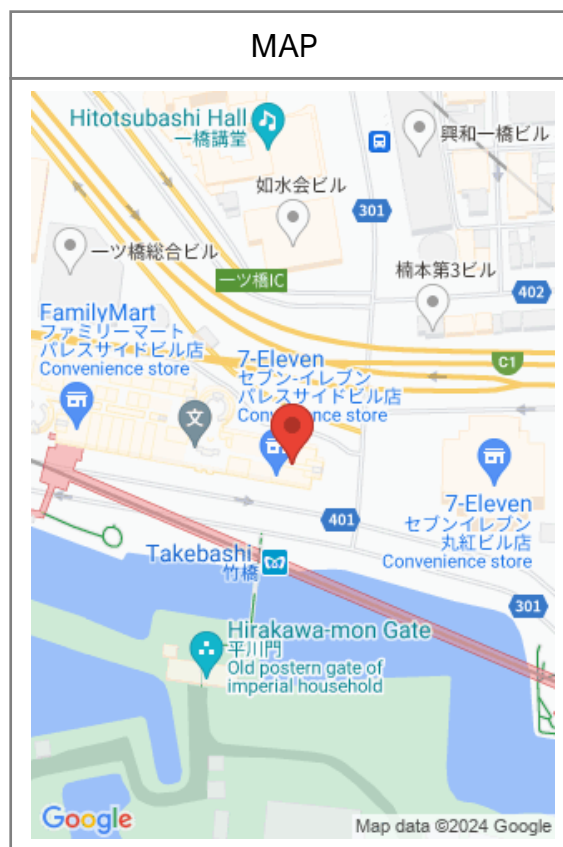 MAP
Hitotsubashi Hall
一橋講堂
興和一橋ビル
如水会ビル
301
一ツ橋総合ビル
楠本第3ビル
一ツ橋IC
402
FamilyMart
ファミリーマート
パレスサイドビル店
Convenience store
7-Eleven
セブン-イレブン
パレスサイドビル店
Convenience store
C1
文
7-Eleven
セブンイレブン
丸紅ビル店
Convenience store
401
Takebashi
竹橋
301
Hirakawa-mon Gate
平川門
Old postern gate of
imperial household
Google
Map data ©2024 Google